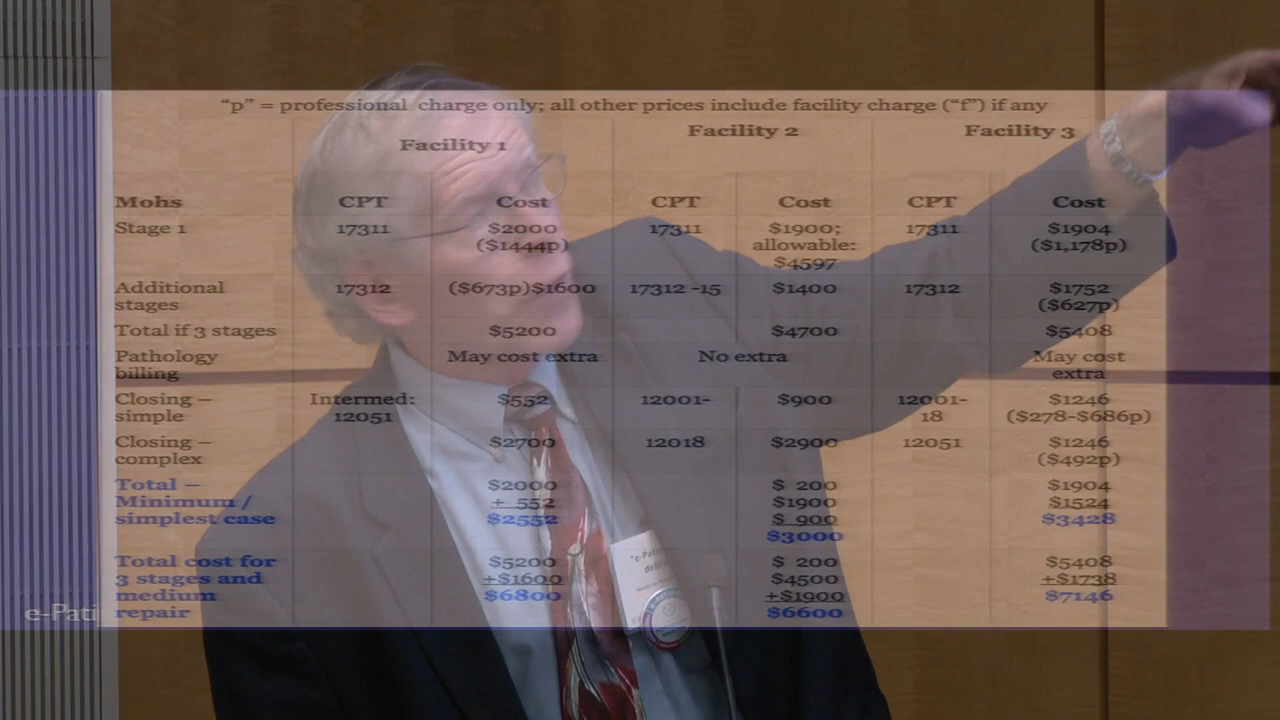 “p” = professional charge only; all other prices include facility charge (“f”) if any
Facility 1 Facility 2 Facility 3
Mohs CPT Cost CPT Cost CPT Cost
Stage 1 17311 $2000 17311 $1900; 17311 $1904
($1444p) allowable: ($1,178p)
$4597
Additional 17312 ($673p)$1600 17312 -15 $1400 17312 $1752
stages ($627p)
Total if 3 stages $5200 $4700 $5408
Pathology May cost extra No extra May cost
billing extra
Closing – Intermed: $552 12001- $900 12001- $1246
simple 12051 18 ($278-$686p)
Closing – $2700 12018 $2900 12051 $1246
complex ($492p)
Total – $2000 $ 200 $1904
Minimum / + 552 $1900 $1524
simplest case $2552 $ 900 $3428
$3000
Total cost for $5200 $ 200 $5408
3 stages and +$1600 $4500 +$1738
medium $6800 +$1900 $7146
repair $6600
e-Pati
"e-Patie